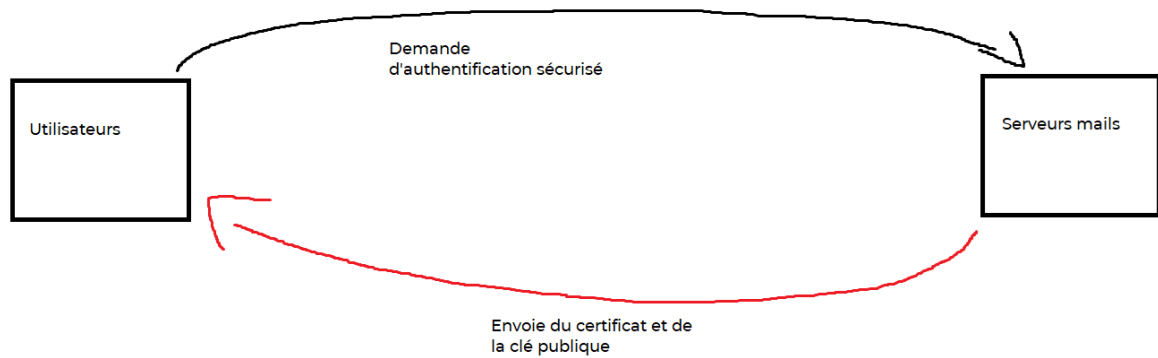 Demande
d'authentification sécurisé
Utilisateurs
Serveurs mails
Envoie du certificat et de
la clé publique